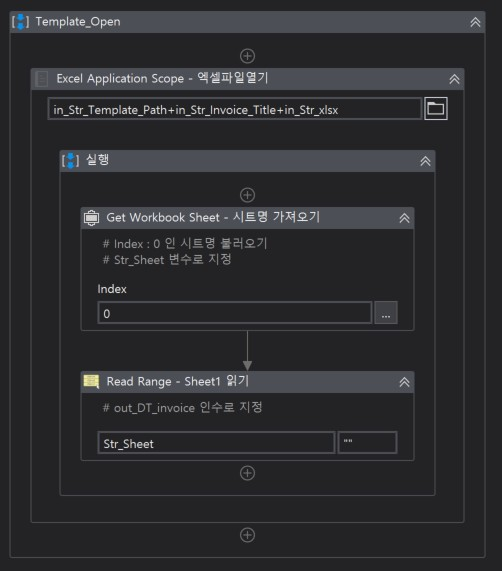 Template_Open
Excel Application Scope - 엑셀파일열기
in_Str_Template_Path+in_Str_Invoice_Title+in_Str_xlsx
실행
Get Workbook Sheet - 시트명 가져오기
# Index : 0 인 시트명 불러오기
# Str_Sheet 변수로 지정
Index
0
...
Read Range - Sheet1 읽기
# out_DT_invoice 인수로 지정
Str_Sheet
""